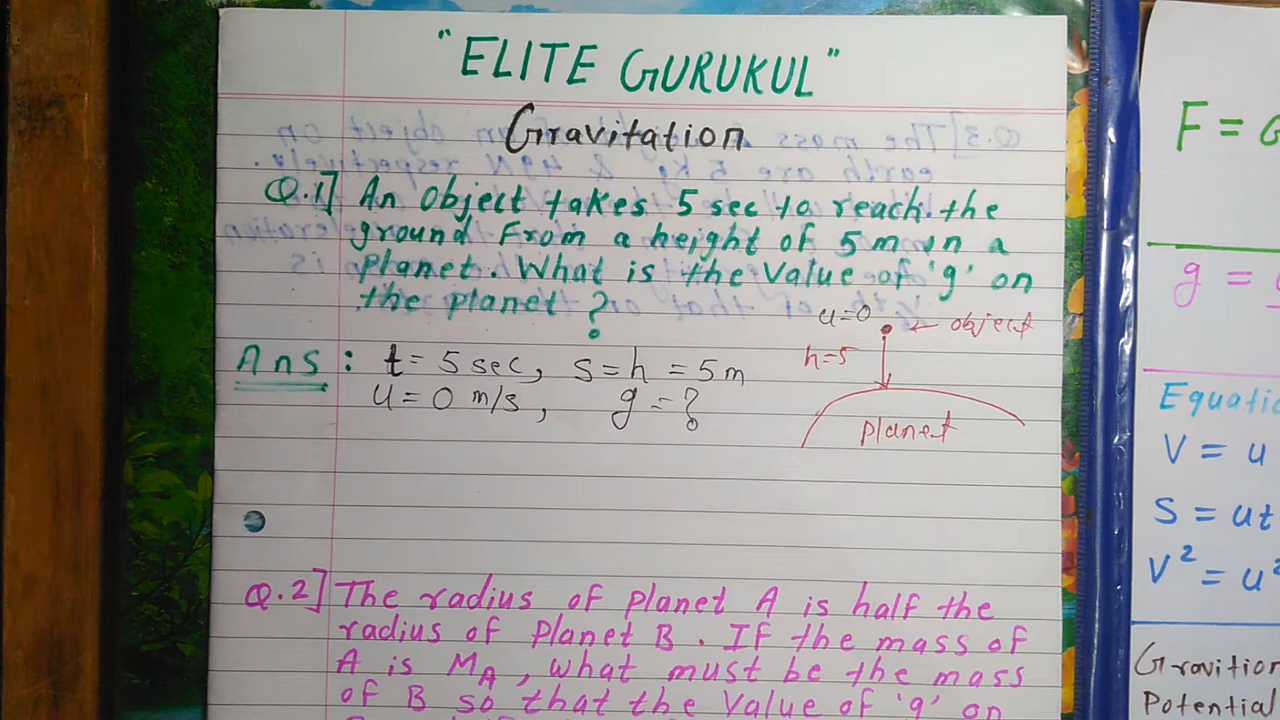 "ELITE GURUKUL"
Gravitation
Q.1] An Object takes 5 sec to reach the
ground From a height of 5 m on a
planet. What is the Value of 'g' on
the planet ?
u=0
← object
h=5
planet
Ans : t = 5 sec, s = h = 5 m
u = 0 m/s, g = ?
Q.2] The radius of planet A is half the
radius of Planet B. If the mass of
A is MA, what must be the mass
of B so that the Value of 'g' on
F = G
g =
Equatio
V = u
S = ut
V² = u²
Gravition
Potential